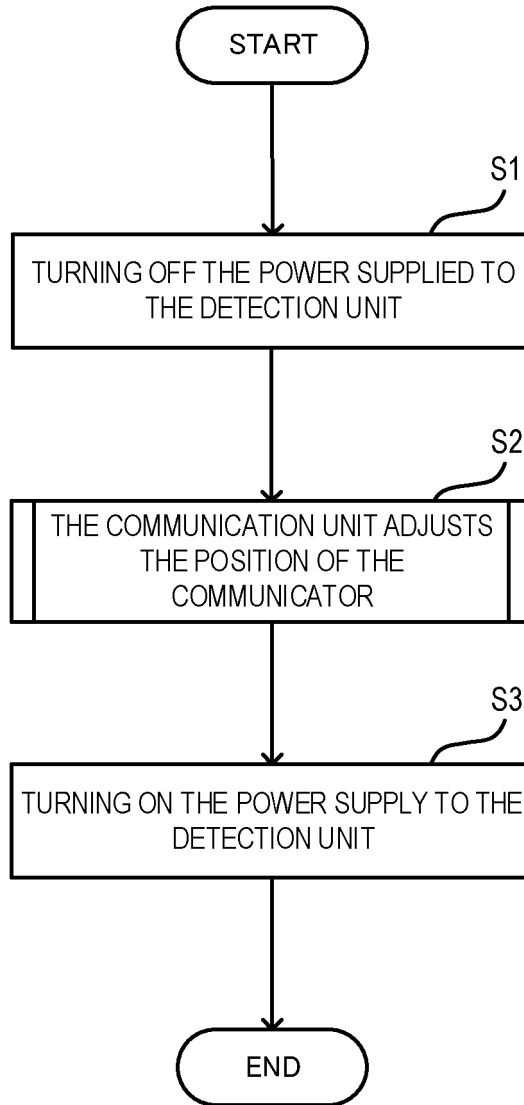 START
S1
TURNING OFF THE POWER SUPPLIED TO
THE DETECTION UNIT
S2
THE COMMUNICATION UNIT ADJUSTS
THE POSITION OF THE
COMMUNICATOR
S3
TURNING ON THE POWER SUPPLY TO THE
DETECTION UNIT
END